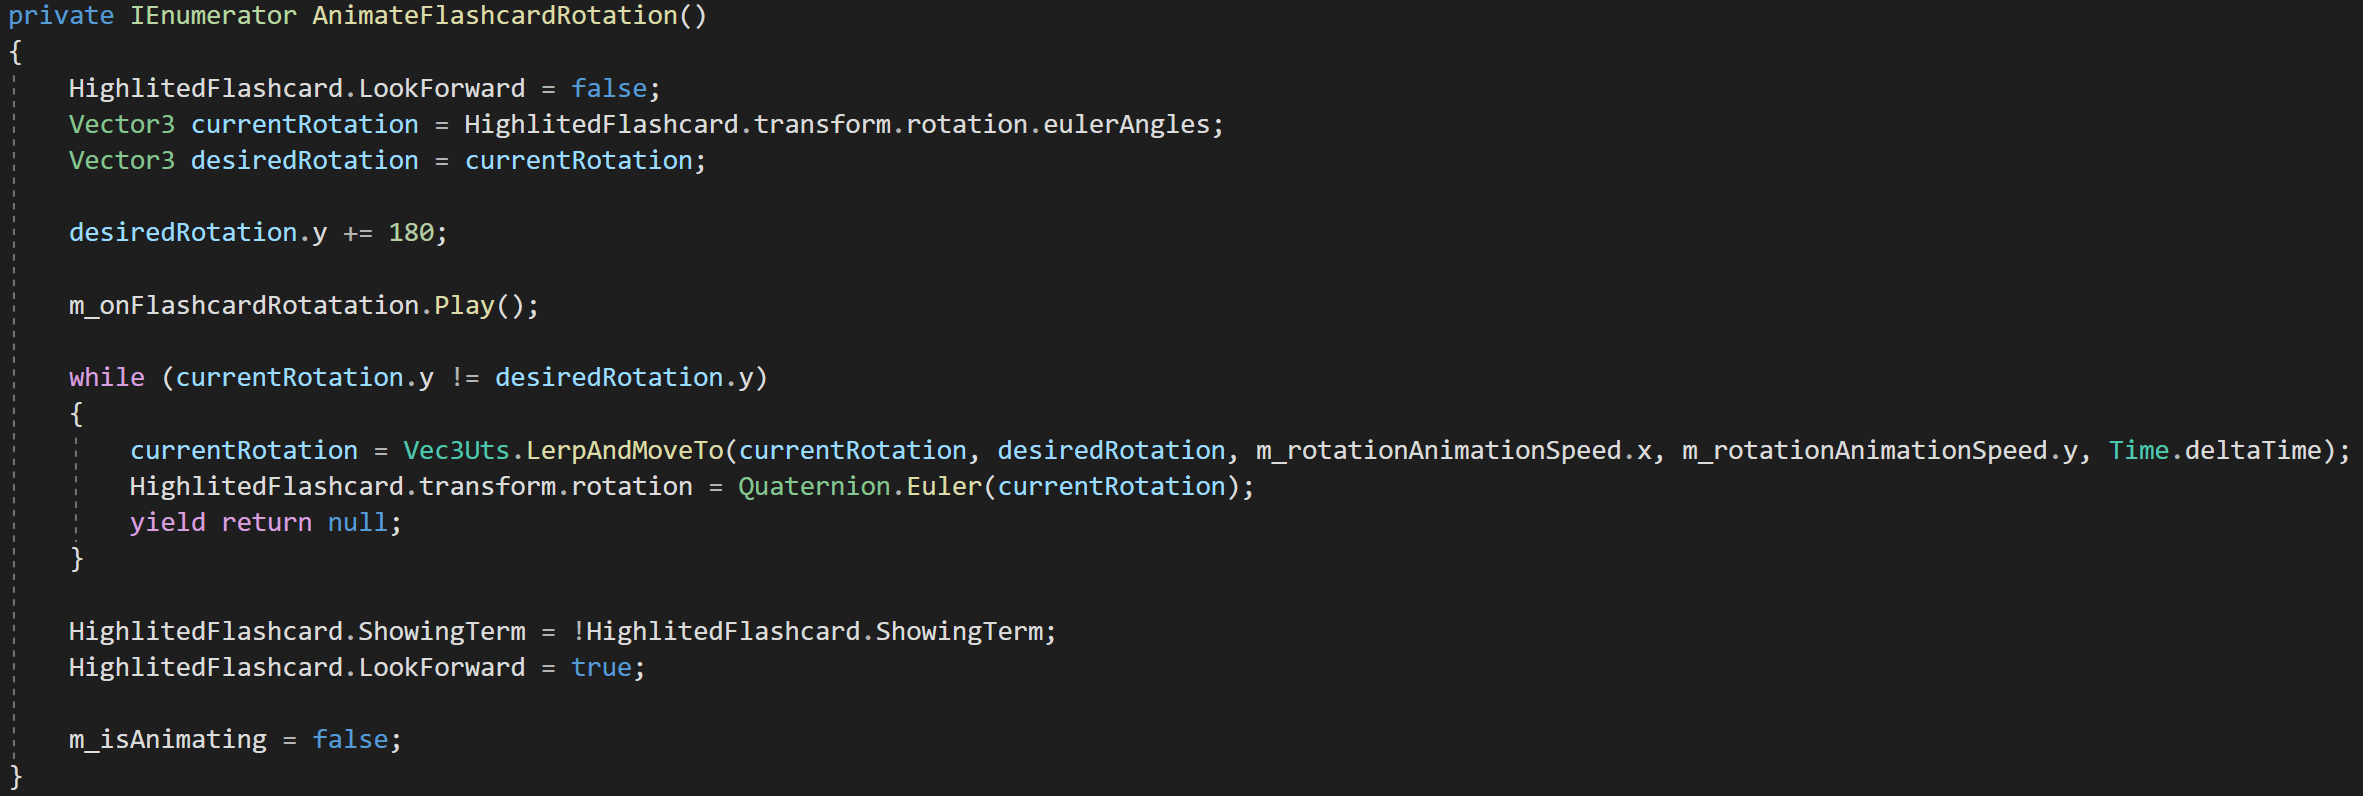 private IEnumerator AnimateFlashcardRotation()
{
    HighlitedFlashcard.LookForward = false;
    Vector3 currentRotation = HighlitedFlashcard.transform.rotation.eulerAngles;
    Vector3 desiredRotation = currentRotation;

    desiredRotation.y += 180;

    m_onFlashcardRotatation.Play();

    while (currentRotation.y != desiredRotation.y)
    {
        currentRotation = Vec3Uts.LerpAndMoveTo(currentRotation, desiredRotation, m_rotationAnimationSpeed.x, m_rotationAnimationSpeed.y, Time.deltaTime);
        HighlitedFlashcard.transform.rotation = Quaternion.Euler(currentRotation);
        yield return null;
    }

    HighlitedFlashcard.ShowingTerm = !HighlitedFlashcard.ShowingTerm;
    HighlitedFlashcard.LookForward = true;

    m_isAnimating = false;
}